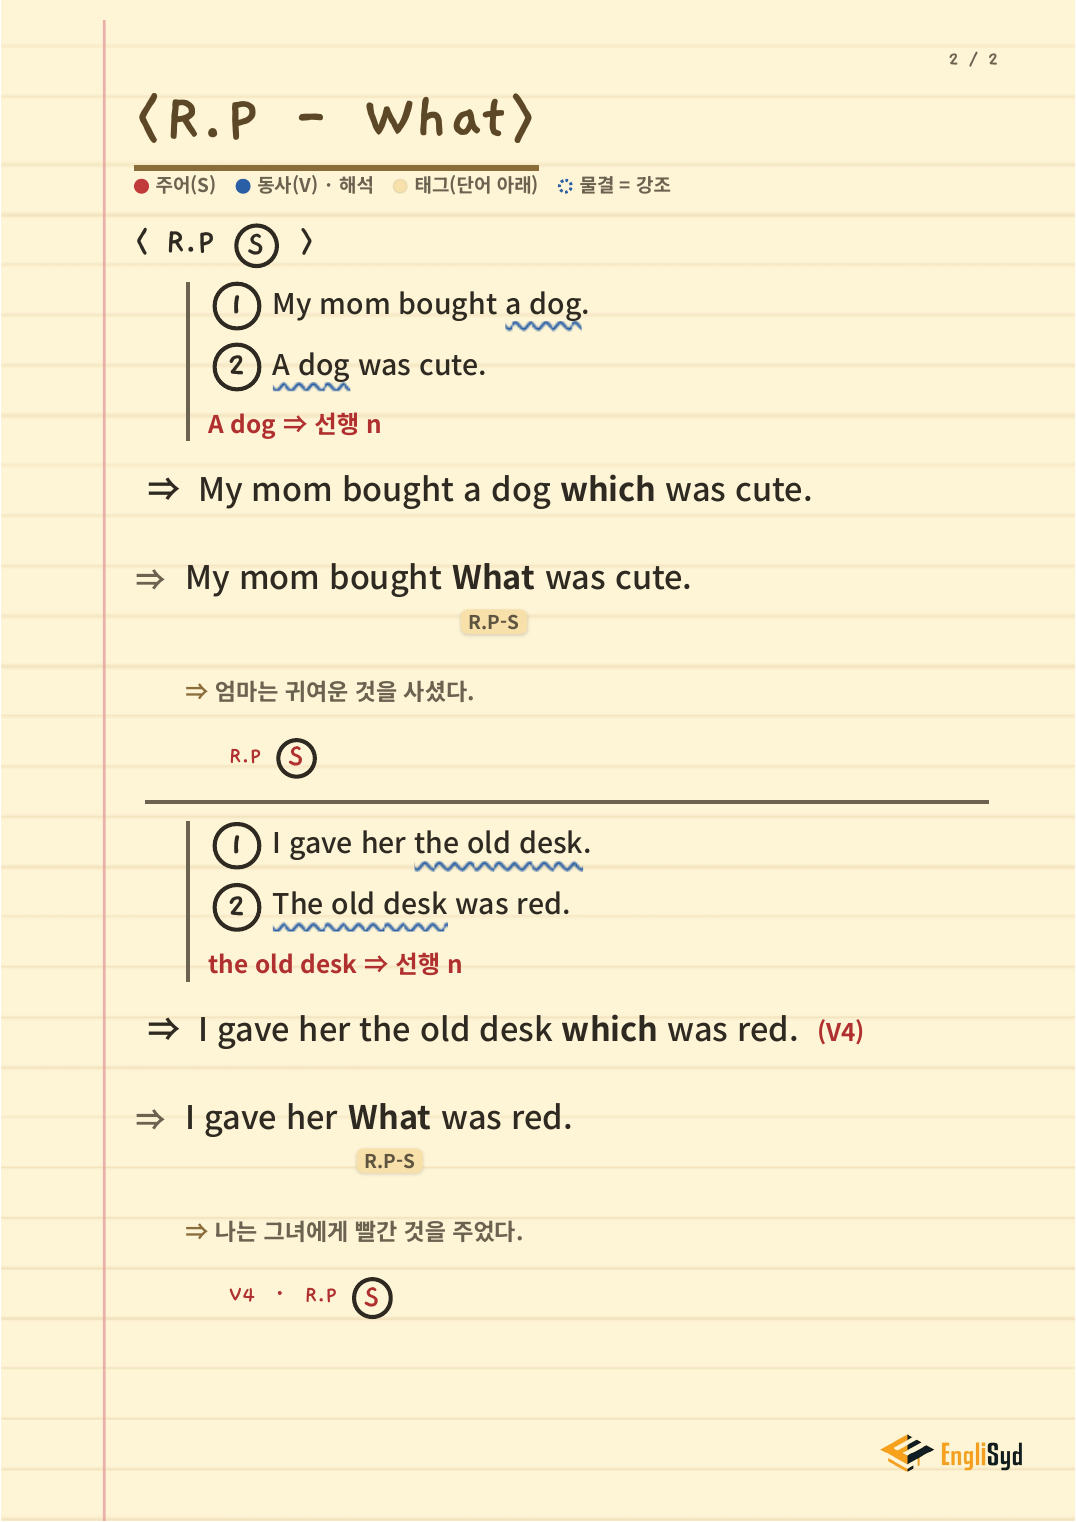 2 / 2
〈R.P - What〉
주어(S) 동사(V) · 해석 태그(단어 아래) 물결 = 강조
〈 R.P Ⓢ 〉
① My mom bought a dog.
② A dog was cute.
A dog ⇒ 선행 n
⇒ My mom bought a dog which was cute.
⇒ My mom bought What was cute.
R.P-S
⇒ 엄마는 귀여운 것을 사셨다.
R.P Ⓢ
① I gave her the old desk.
② The old desk was red.
the old desk ⇒ 선행 n
⇒ I gave her the old desk which was red. (V4)
⇒ I gave her What was red.
R.P-S
⇒ 나는 그녀에게 빨간 것을 주었다.
V4 · R.P Ⓢ
EngliSyd